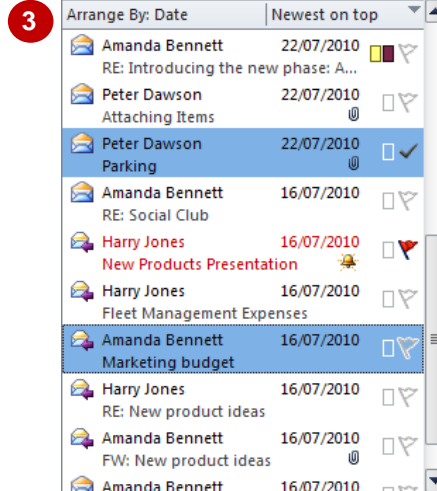 3
Arrange By: Date Newest on top
Amanda Bennett 22/07/2010
RE: Introducing the new phase: A...
Peter Dawson 22/07/2010
Attaching Items
Peter Dawson 22/07/2010
Parking
Amanda Bennett 16/07/2010
RE: Social Club
Harry Jones 16/07/2010
New Products Presentation
Harry Jones 16/07/2010
Fleet Management Expenses
Amanda Bennett 16/07/2010
Marketing budget
Harry Jones 16/07/2010
RE: New product ideas
Amanda Bennett 16/07/2010
FW: New product ideas
Amanda Bennett 16/07/2010